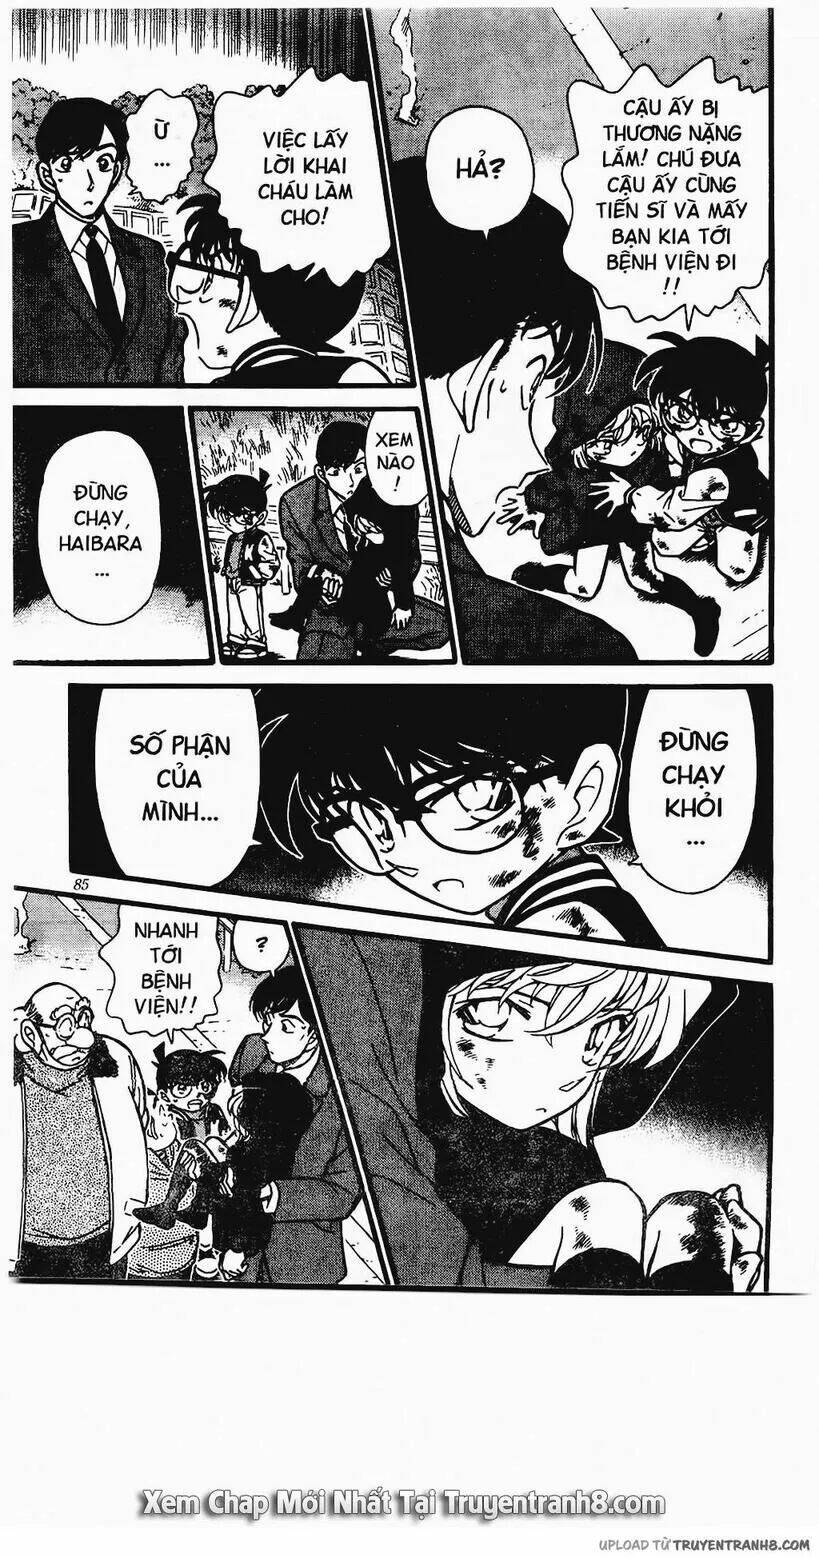 CẬU ẤY BỊ
THƯƠNG NẶNG
LẮM! CHÚ ĐƯA
CẬU ẤY CÙNG
TIẾN SĨ VÀ MẤY
BẠN KIA TỚI
BỆNH VIỆN ĐI
!!
HẢ?
VIỆC LẤY
LỜI KHAI
CHÁU LÀM
CHO!
Ừ
...
XEM
NÀO
!
ĐỪNG
CHẠY,
HAIBARA
...
ĐỪNG
CHẠY
KHỎI
...
SỐ PHẬN
CỦA
MÌNH...
85
?
NHANH
TỚI
BỆNH
VIỆN!!
Xem Chap Mới Nhất Tại Truyentranh8.com
UPLOAD TỪ TRUYENTRANH8.COM